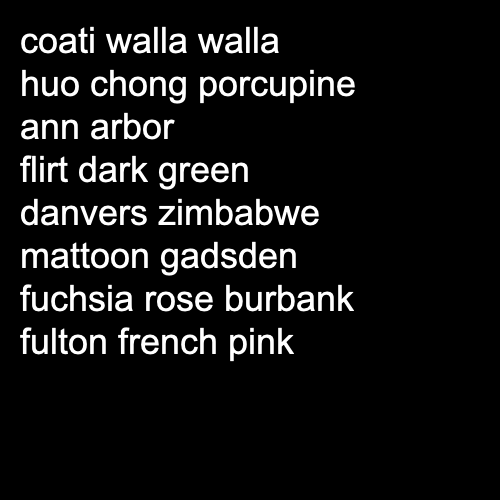 coati walla walla
huo chong porcupine
ann arbor
flirt dark green
danvers zimbabwe
mattoon gadsden
fuchsia rose burbank
fulton french pink